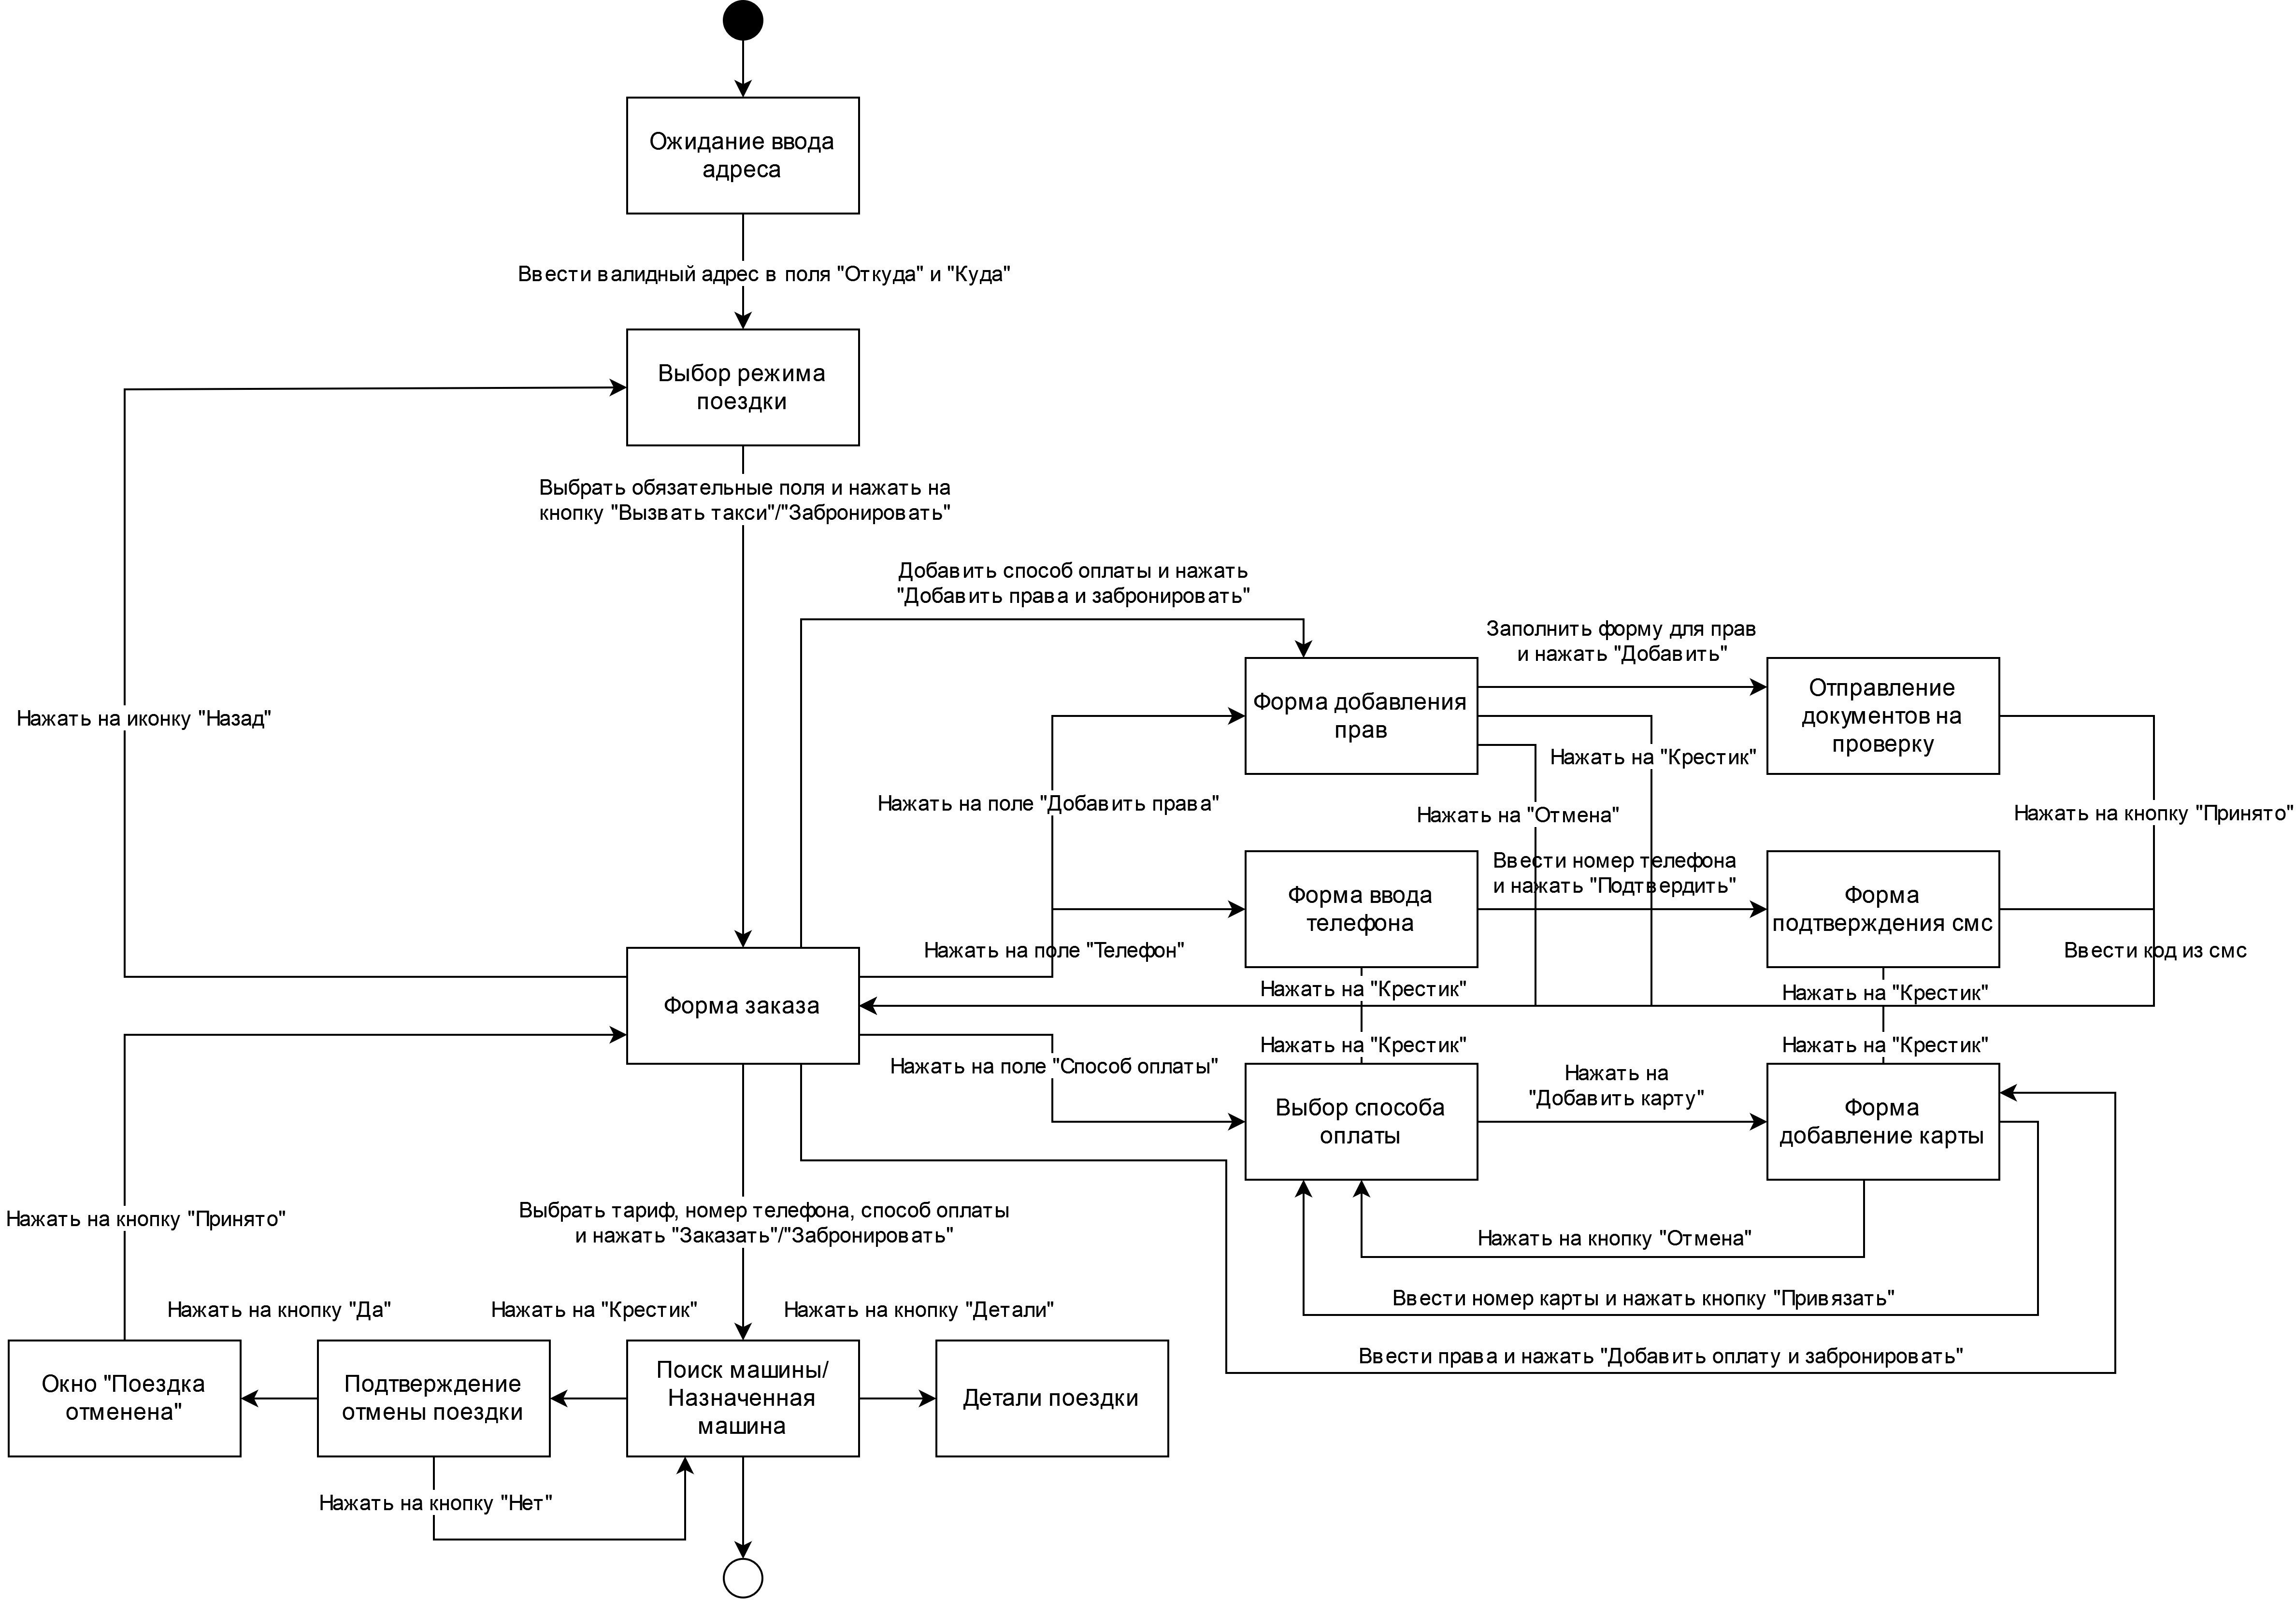 Ожидание ввода
адреса
Ввести валидный адрес в поля "Откуда" и "Куда"
Выбор режима
поездки
Выбрать обязательные поля и нажать на
кнопку "Вызвать такси"/"Забронировать"
Добавить способ оплаты и нажать
"Добавить права и забронировать"
Заполнить форму для прав
и нажать "Добавить"
Форма добавления
прав
Отправление
документов на
проверку
Нажать на иконку "Назад"
Нажать на "Крестик"
Нажать на поле "Добавить права"
Нажать на "Отмена"
Нажать на кнопку "Принято"
Ввести номер телефона
и нажать "Подтвердить"
Форма ввода
телефона
Форма
подтверждения смс
Нажать на поле "Телефон"
Ввести код из смс
Нажать на "Крестик"
Нажать на "Крестик"
Форма заказа
Нажать на "Крестик"
Нажать на "Крестик"
Нажать на поле "Способ оплаты"
Нажать на
"Добавить карту"
Выбор способа
оплаты
Форма
добавление карты
Нажать на кнопку "Принято"
Выбрать тариф, номер телефона, способ оплаты
и нажать "Заказать"/"Забронировать"
Нажать на кнопку "Отмена"
Ввести номер карты и нажать кнопку "Привязать"
Нажать на кнопку "Да"
Нажать на "Крестик"
Нажать на кнопку "Детали"
Ввести права и нажать "Добавить оплату и забронировать"
Окно "Поездка
отменена"
Подтверждение
отмены поездки
Поиск машины/
Назначенная
машина
Детали поездки
Нажать на кнопку "Нет"